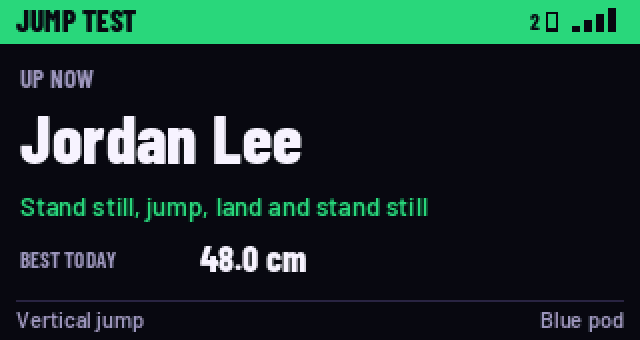 JUMP TEST 2
UP NOW
Jordan Lee
Stand still, jump, land and stand still
BEST TODAY 48.0 cm
Vertical jump Blue pod